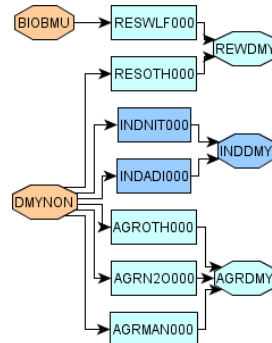 BIOBMU
RESWLF000
REWDMY
RESOTH000
INDNIT000
INDDMY
INDADI000
DMYNON
AGROTH000
AGRN2O000
AGRDMY
AGRMAN000